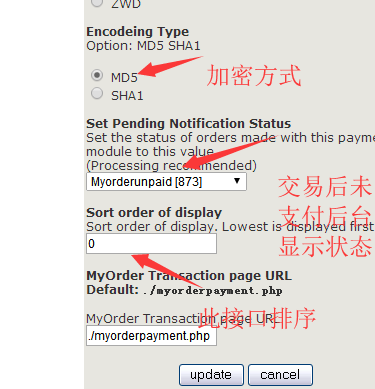 ZWD
Encodeing Type
Option: MD5 SHA1
MD5
加密方式
SHA1
Set Pending Notification Status
Set the status of orders made with this payme
module to this value
(Processing recommended)
Myorderunpaid [873]
交易后未
支付后台
显示状态
Sort order of display
Sort order of display. Lowest is displayed first
0
MyOrder Transaction page URL
Default: ./myorderpayment.php
此接口排序
MyOrder Transaction page UR
./myorderpayment.php
update
cancel